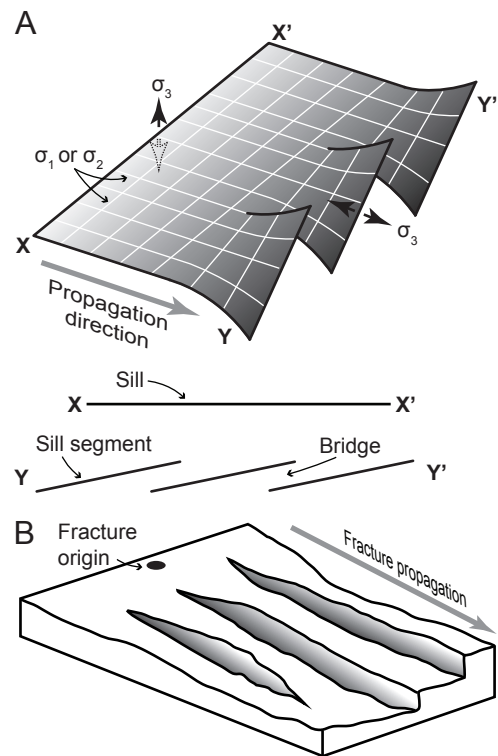 A
X'
Y'
σ3
σ1 or σ2
σ3
X
Propagation
direction
Y
Sill
X
X'
Sill segment
Bridge
Y
Y'
B
Fracture
origin
Fracture propagation